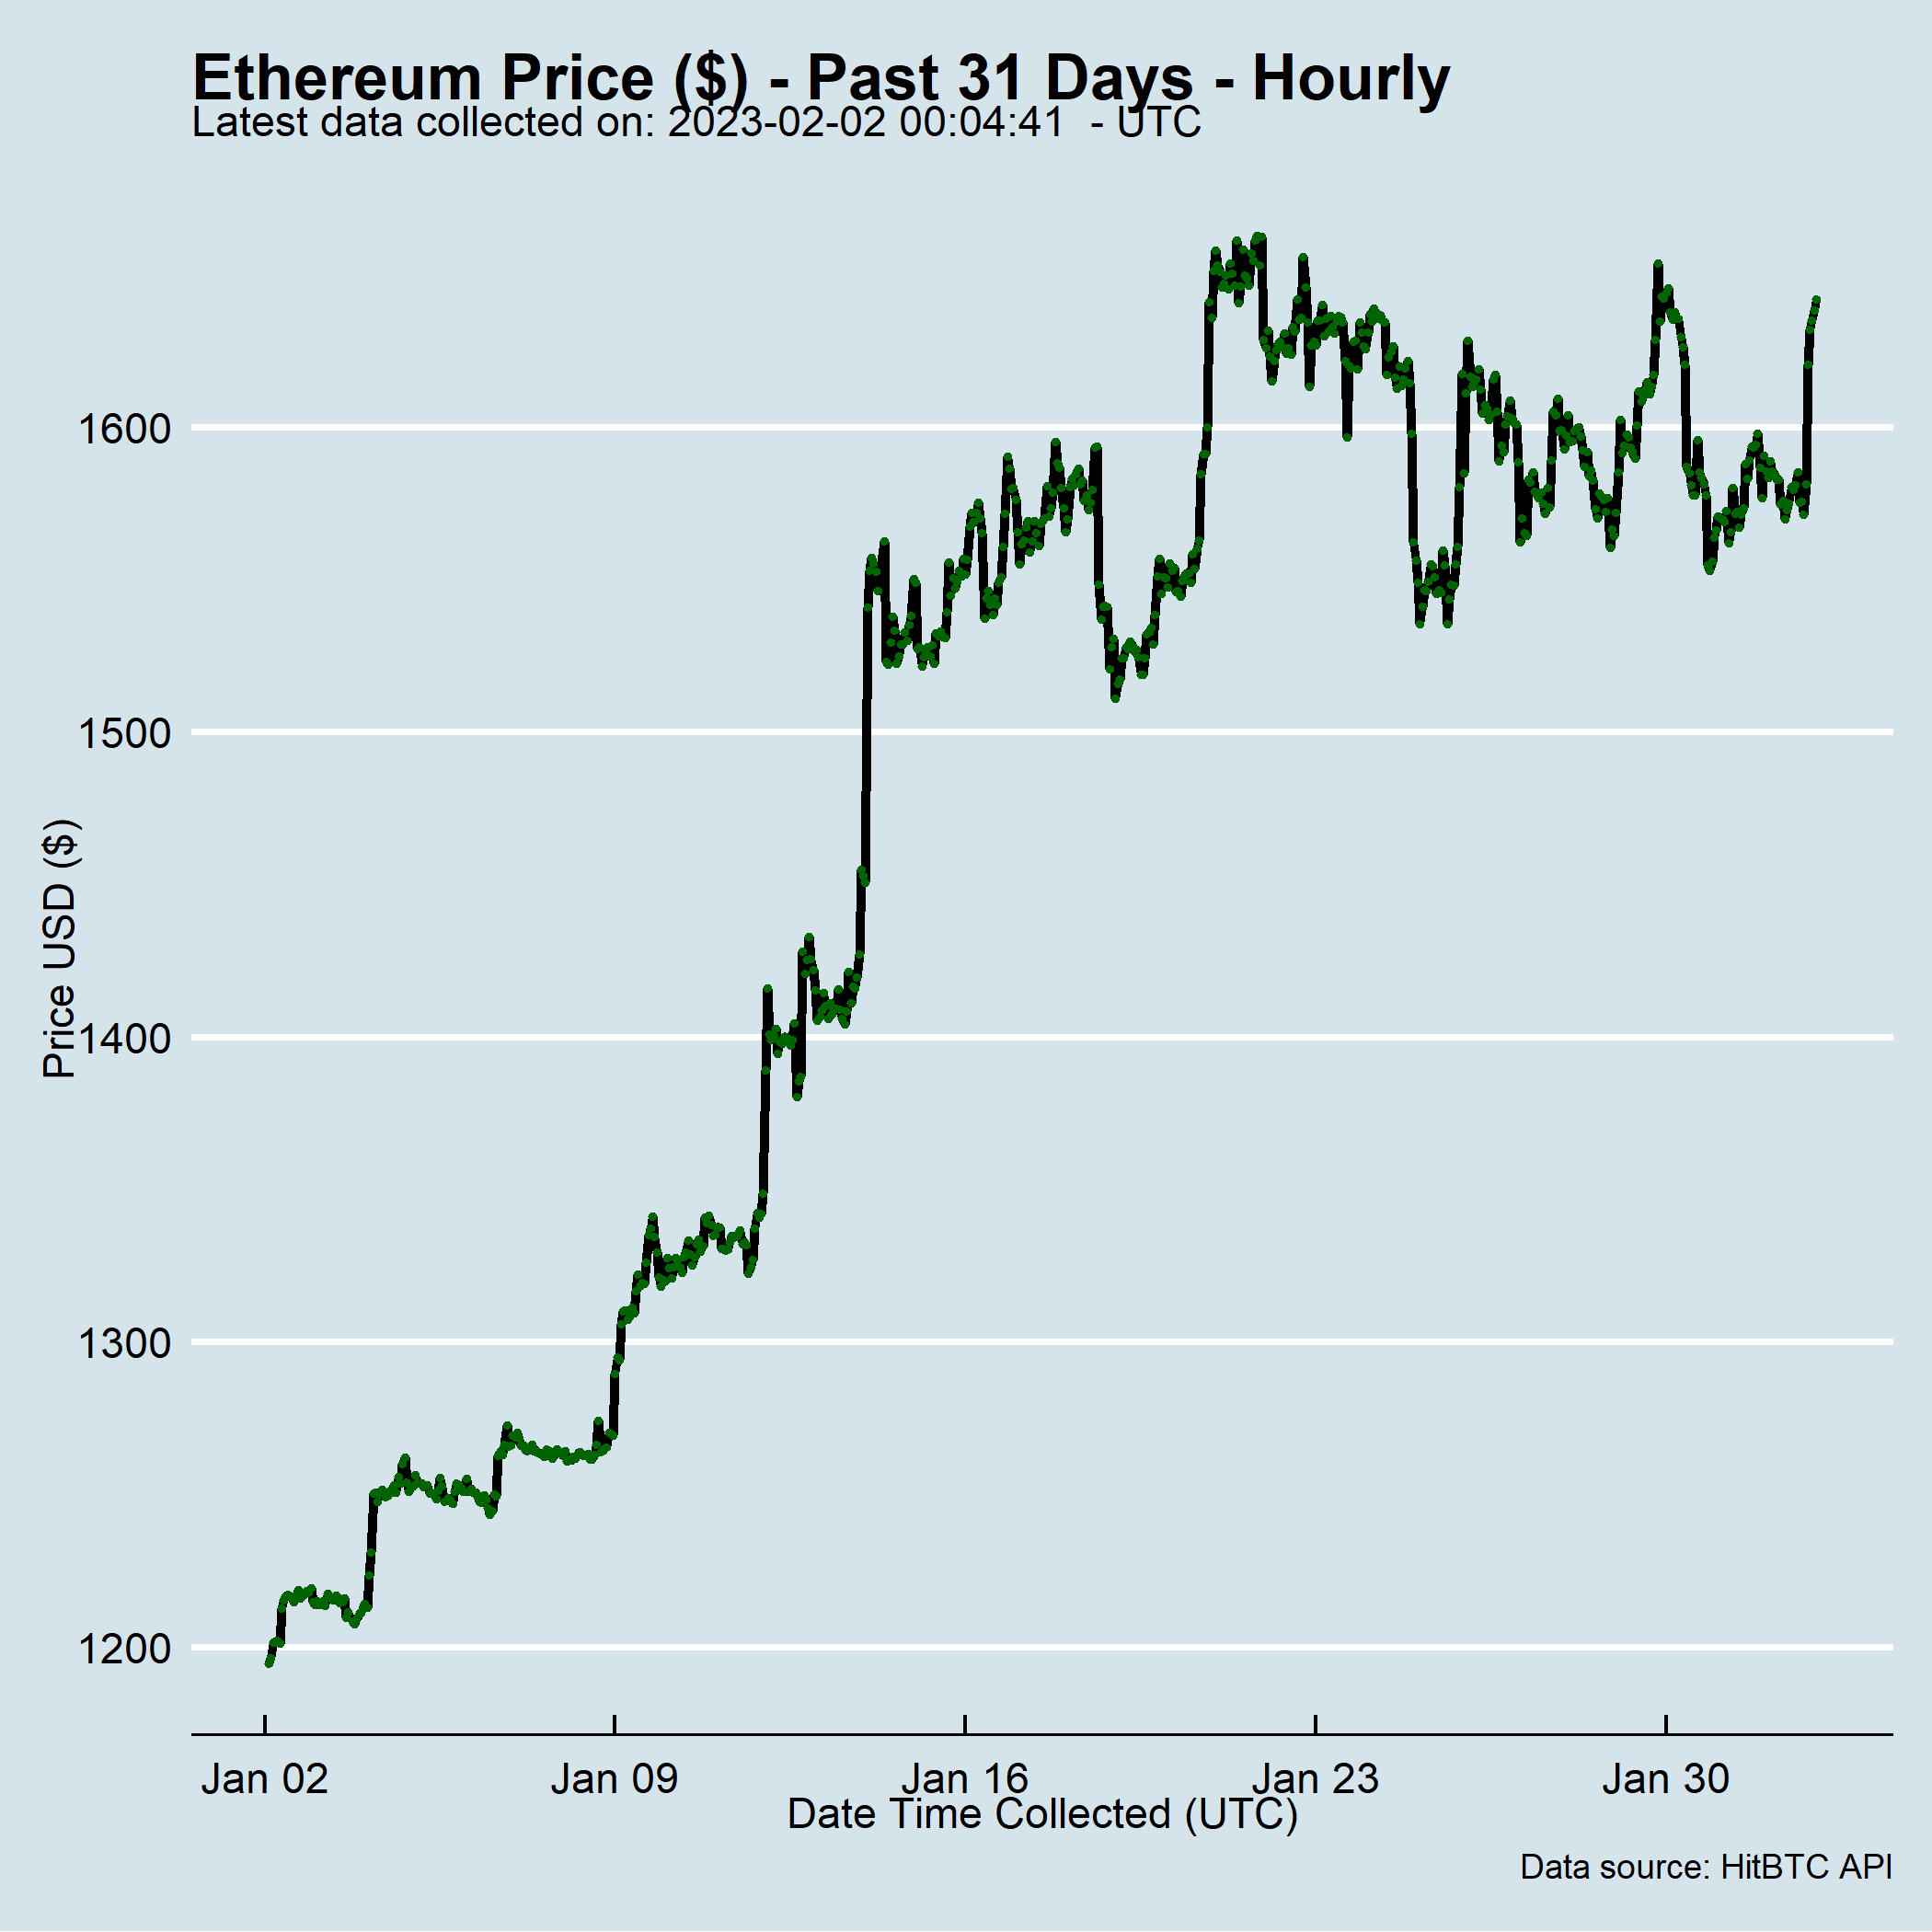 Ethereum Price ($) - Past 31 Days - Hourly
Latest data collected on: 2023-02-02 00:04:41  - UTC
Price USD ($)
1600
1500
1400
1300
1200
Jan 02 Jan 09 Jan 16 Jan 23 Jan 30
Date Time Collected (UTC)
Data source: HitBTC API